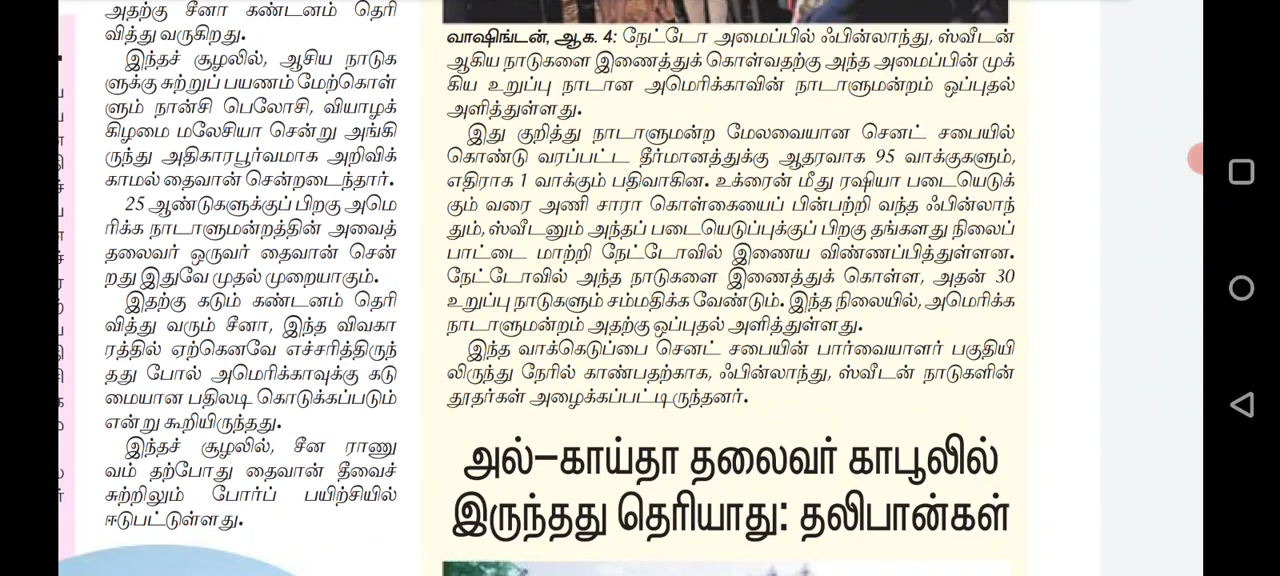 அதற்கு சீனா கண்டனம் தெரி
வித்து வருகிறது.
இந்தச் சூழலில், ஆசிய நாடுக
ளுக்கு சுற்றுப் பயணம் மேற்கொள்
ளும் நான்சி பெலோசி, வியாழக்
கிழமை மலேசியா சென்று அங்கி
ருந்து அதிகாரபூர்வமாக அறிவிக்
காமல் தைவான் சென்றடைந்தார்.
25 ஆண்டுகளுக்குப் பிறகு அமெ
ரிக்க நாடாளுமன்றத்தின் அவைத்
தலைவர் ஒருவர் தைவான் சென்
றது இதுவே முதல் முறையாகும்.
இதற்கு கடும் கண்டனம் தெரி
வித்து வரும் சீனா, இந்த விவகா
ரத்தில் ஏற்கெனவே எச்சரித்திருந்
தது போல் அமெரிக்காவுக்கு கடு
மையான பதிலடி கொடுக்கப்படும்
என்று கூறியிருந்தது.
இந்தச் சூழலில், சீன ராணு
வம் தற்போது தைவான் தீவைச்
சுற்றிலும் போர்ப் பயிற்சியில்
ஈடுபட்டுள்ளது.
வாஷிங்டன், ஆக. 4: நேட்டோ அமைப்பில் ஃபின்லாந்து, ஸ்வீடன்
ஆகிய நாடுகளை இணைத்துக் கொள்வதற்கு அந்த அமைப்பின் முக்
கிய உறுப்பு நாடான அமெரிக்காவின் நாடாளுமன்றம் ஒப்புதல்
அளித்துள்ளது.
இது குறித்து நாடாளுமன்ற மேலவையான செனட் சபையில்
கொண்டு வரப்பட்ட தீர்மானத்துக்கு ஆதரவாக 95 வாக்குகளும்,
எதிராக 1 வாக்கும் பதிவாகின. உக்ரைன் மீது ரஷியா படையெடுக்
கும் வரை அணி சாரா கொள்கையைப் பின்பற்றி வந்த ஃபின்லாந்
தும், ஸ்வீடனும் அந்தப் படையெடுப்புக்குப் பிறகு தங்களது நிலைப்
பாட்டை மாற்றி நேட்டோவில் இணைய விண்ணப்பித்துள்ளன.
நேட்டோவில் அந்த நாடுகளை இணைத்துக் கொள்ள, அதன் 30
உறுப்பு நாடுகளும் சம்மதிக்க வேண்டும். இந்த நிலையில், அமெரிக்க
நாடாளுமன்றம் அதற்கு ஒப்புதல் அளித்துள்ளது.
இந்த வாக்கெடுப்பை செனட் சபையின் பார்வையாளர் பகுதியி
லிருந்து நேரில் காண்பதற்காக, ஃபின்லாந்து, ஸ்வீடன் நாடுகளின்
தூதர்கள் அழைக்கப்பட்டிருந்தனர்.
அல்–காய்தா தலைவர் காபூலில்
இருந்தது தெரியாது: தலிபான்கள்